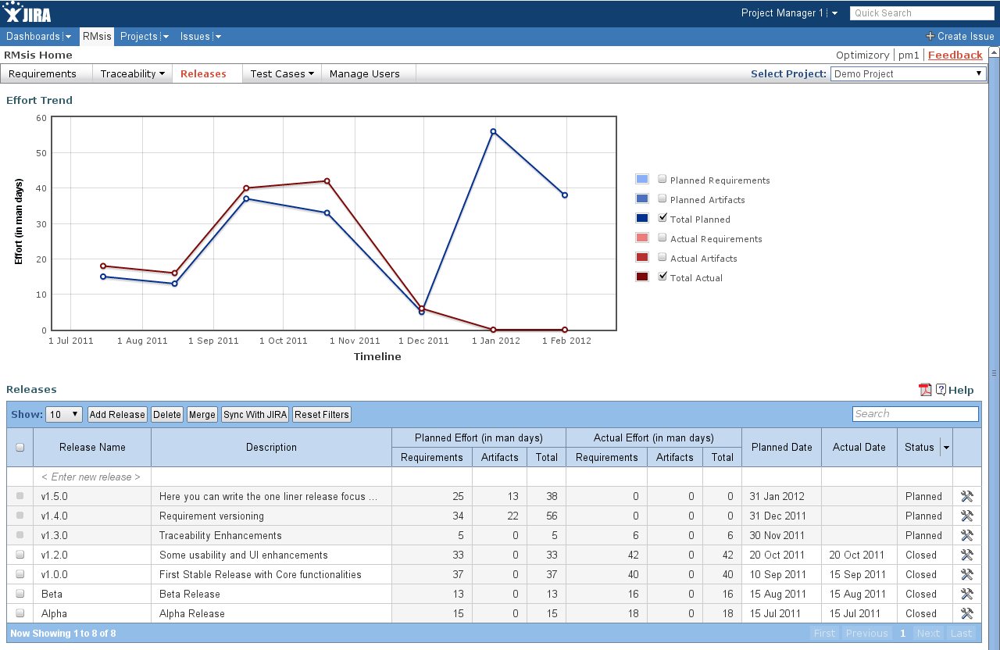 JIRA
Project Manager 1
Quick Search
Dashboards RMsis Projects Issues
Create Issue
RMsis Home
Optimizory pm1 Feedback
Requirements Traceability Releases Test Cases Manage Users
Select Project: Demo Project
Effort Trend
Effort (in man days)
60
50
40
30
20
10
0
1 Jul 2011 1 Aug 2011 1 Sep 2011 1 Oct 2011 1 Nov 2011 1 Dec 2011 1 Jan 2012 1 Feb 2012
Timeline
Planned Requirements
Planned Artifacts
Total Planned
Actual Requirements
Actual Artifacts
Total Actual
Releases
Help
Show: 10 Add Release Delete Merge Sync With JIRA Reset Filters
Search
Release Name Description Planned Effort (in man days) Actual Effort (in man days) Planned Date Actual Date Status
Requirements Artifacts Total Requirements Artifacts Total
< Enter new release >
v1.5.0 Here you can write the one liner release focus ... 25 13 38 0 0 0 31 Jan 2012 Planned
v1.4.0 Requirement versioning 34 22 56 0 0 0 31 Dec 2011 Planned
v1.3.0 Traceability Enhancements 5 0 5 6 0 6 30 Nov 2011 Planned
v1.2.0 Some usability and UI enhancements 33 0 33 42 0 42 20 Oct 2011 20 Oct 2011 Closed
v1.0.0 First Stable Release with Core functionalities 37 0 37 40 0 40 10 Sep 2011 15 Sep 2011 Closed
Beta Beta Release 13 0 13 16 0 16 15 Aug 2011 15 Aug 2011 Closed
Alpha Alpha Release 15 0 15 18 0 18 15 Jul 2011 15 Jul 2011 Closed
Now Showing 1 to 8 of 8
First Previous 1 Next Last